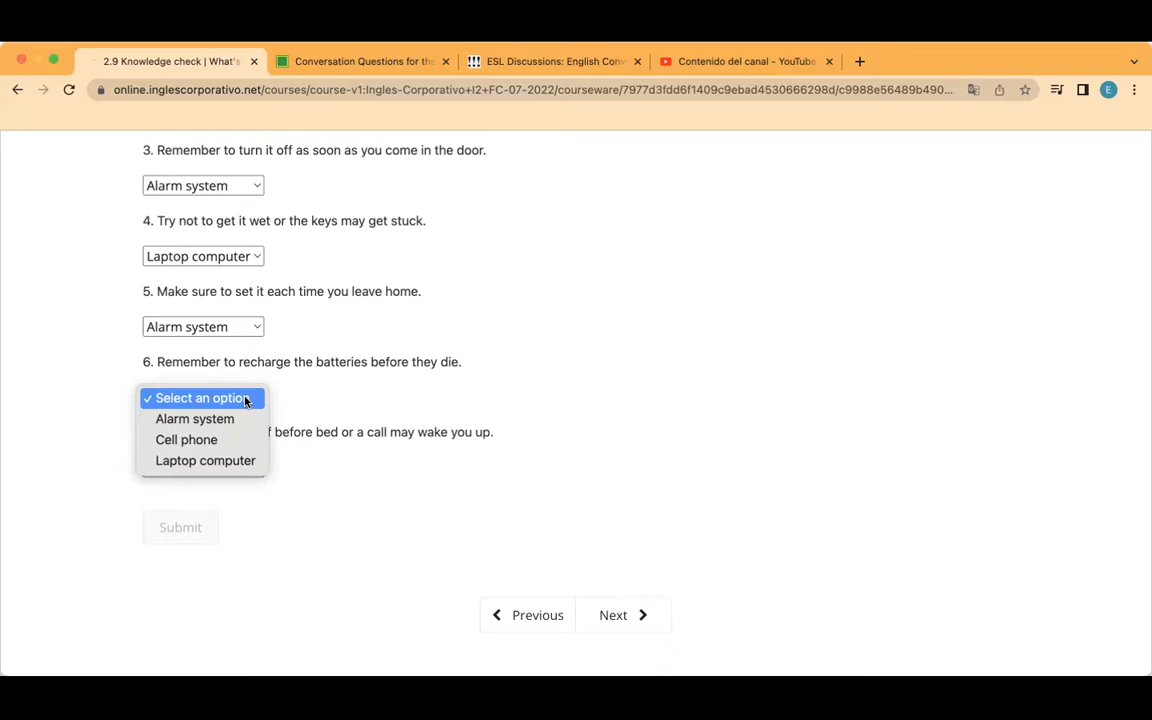 2.9 Knowledge check | What's
Conversation Questions for the
ESL Discussions: English Conv
Contenido del canal - YouTube
online.inglescorporativo.net/courses/course-v1:Ingles-Corporativo+I2+FC-07-2022/courseware/7977d3fdd6f1409c9ebad4530666298d/c9988e56489b490...
E
3. Remember to turn it off as soon as you come in the door.
Alarm system
4. Try not to get it wet or the keys may get stuck.
Laptop computer
5. Make sure to set it each time you leave home.
Alarm system
6. Remember to recharge the batteries before they die.
✓ Select an option
Alarm system
f before bed or a call may wake you up.
Cell phone
Laptop computer
Submit
Previous
Next